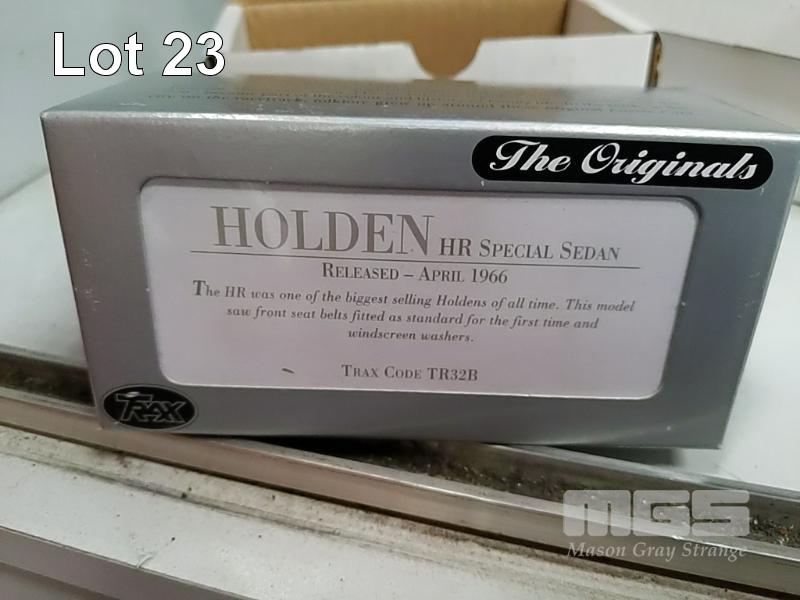 Lot 23
The Originals
HOLDEN HR SPECIAL SEDAN
RELEASED – APRIL 1966
The HR was one of the biggest selling Holdens of all time. This model
saw front seat belts fitted as standard for the first time and
windscreen washers.
TRAX CODE TR32B
TRAX
MGS
Mason Gray Strange